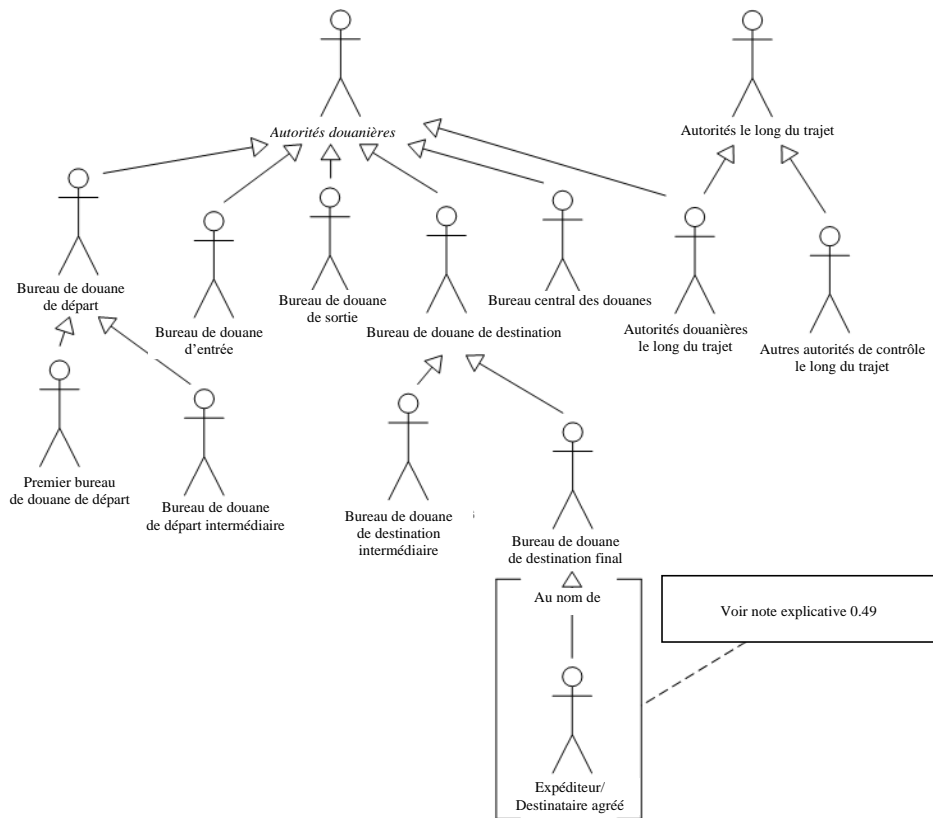 Autorités douanières
Autorités le long du trajet
Bureau de douane
de départ
Bureau de douane
d'entrée
Bureau de douane
de sortie
Bureau de douane de destination
Bureau central des douanes
Autorités douanières
le long du trajet
Autres autorités de contrôle
le long du trajet
Premier bureau
de douane de départ
Bureau de douane
de départ intermédiaire
Bureau de douane
de destination
intermédiaire
Bureau de douane
de destination final
Au nom de
Voir note explicative 0.49
Expéditeur/
Destinataire agréé